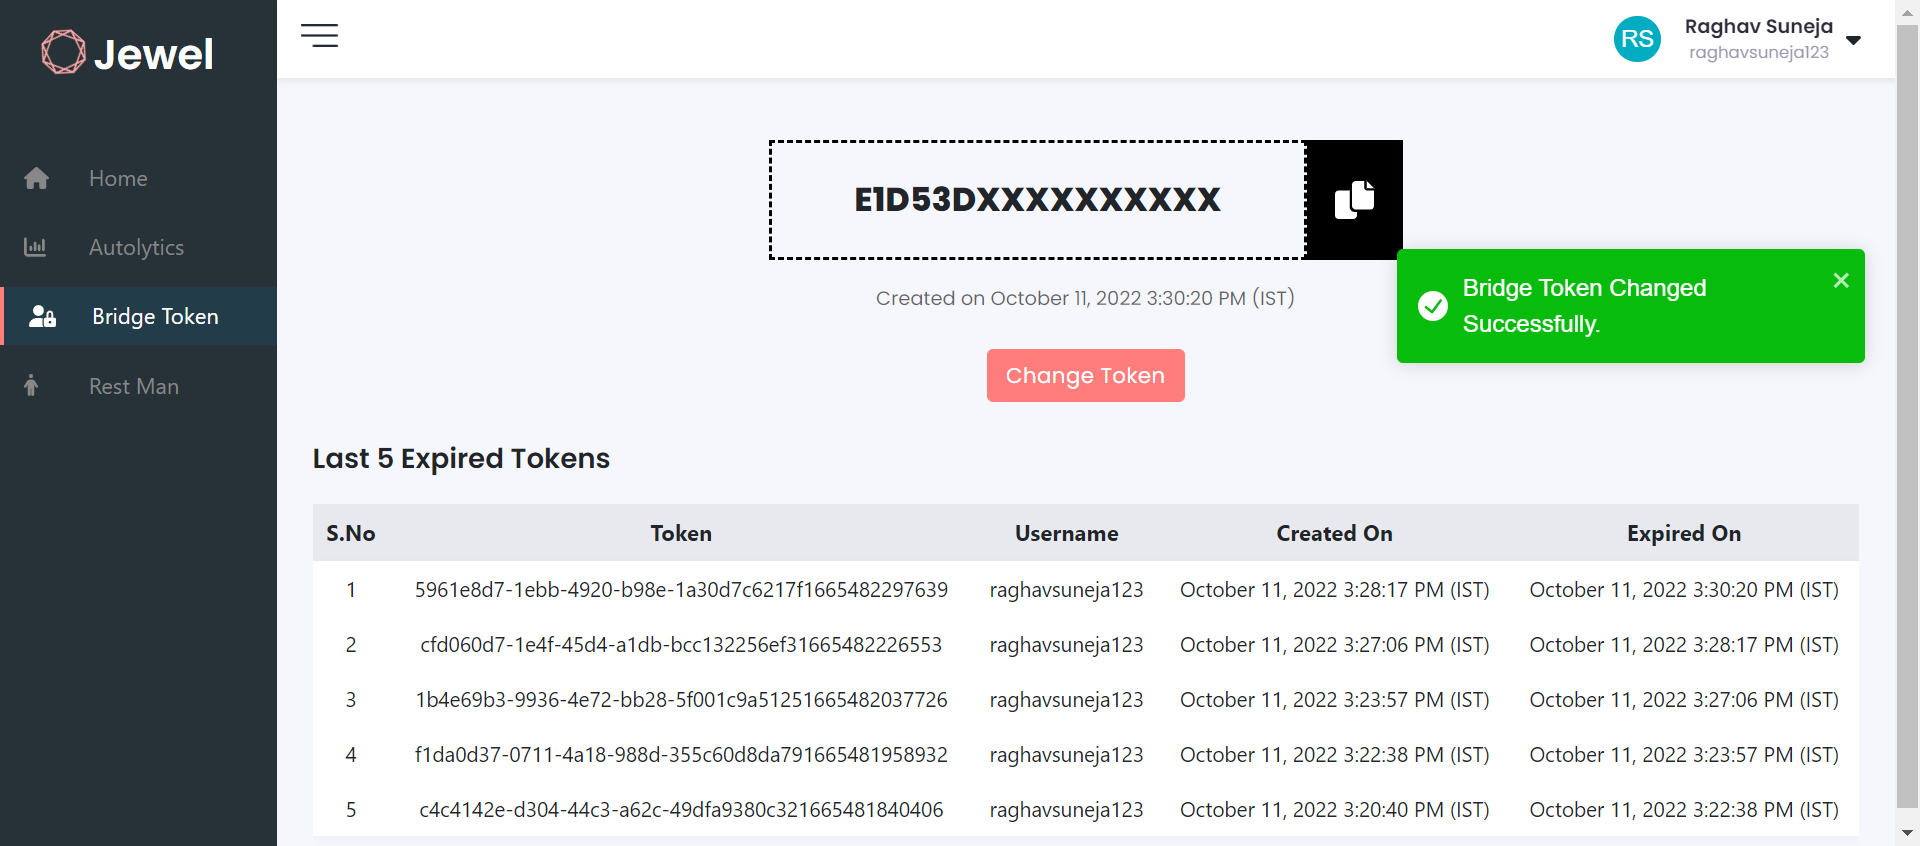 Jewel
RS
Raghav Suneja
raghavsuneja123
Home
Autolytics
Bridge Token
Rest Man
E1D53DXXXXXXXXXX
Created on October 11, 2022 3:30:20 PM (IST)
Bridge Token Changed
Successfully.
Change Token
Last 5 Expired Tokens
S.No Token Username Created On Expired On
1 5961e8d7-1ebb-4920-b98e-1a30d7c6217f1665482297639 raghavsuneja123 October 11, 2022 3:28:17 PM (IST) October 11, 2022 3:30:20 PM (IST)
2 cfd060d7-1e4f-45d4-a1db-bcc132256ef31665482226553 raghavsuneja123 October 11, 2022 3:27:06 PM (IST) October 11, 2022 3:28:17 PM (IST)
3 1b4e69b3-9936-4e72-bb28-5f001c9a51251665482037726 raghavsuneja123 October 11, 2022 3:23:57 PM (IST) October 11, 2022 3:27:06 PM (IST)
4 f1da0d37-0711-4a18-988d-355c60d8da791665481958932 raghavsuneja123 October 11, 2022 3:22:38 PM (IST) October 11, 2022 3:23:57 PM (IST)
5 c4c4142e-d304-44c3-a62c-49dfa9380c321665481840406 raghavsuneja123 October 11, 2022 3:20:40 PM (IST) October 11, 2022 3:22:38 PM (IST)